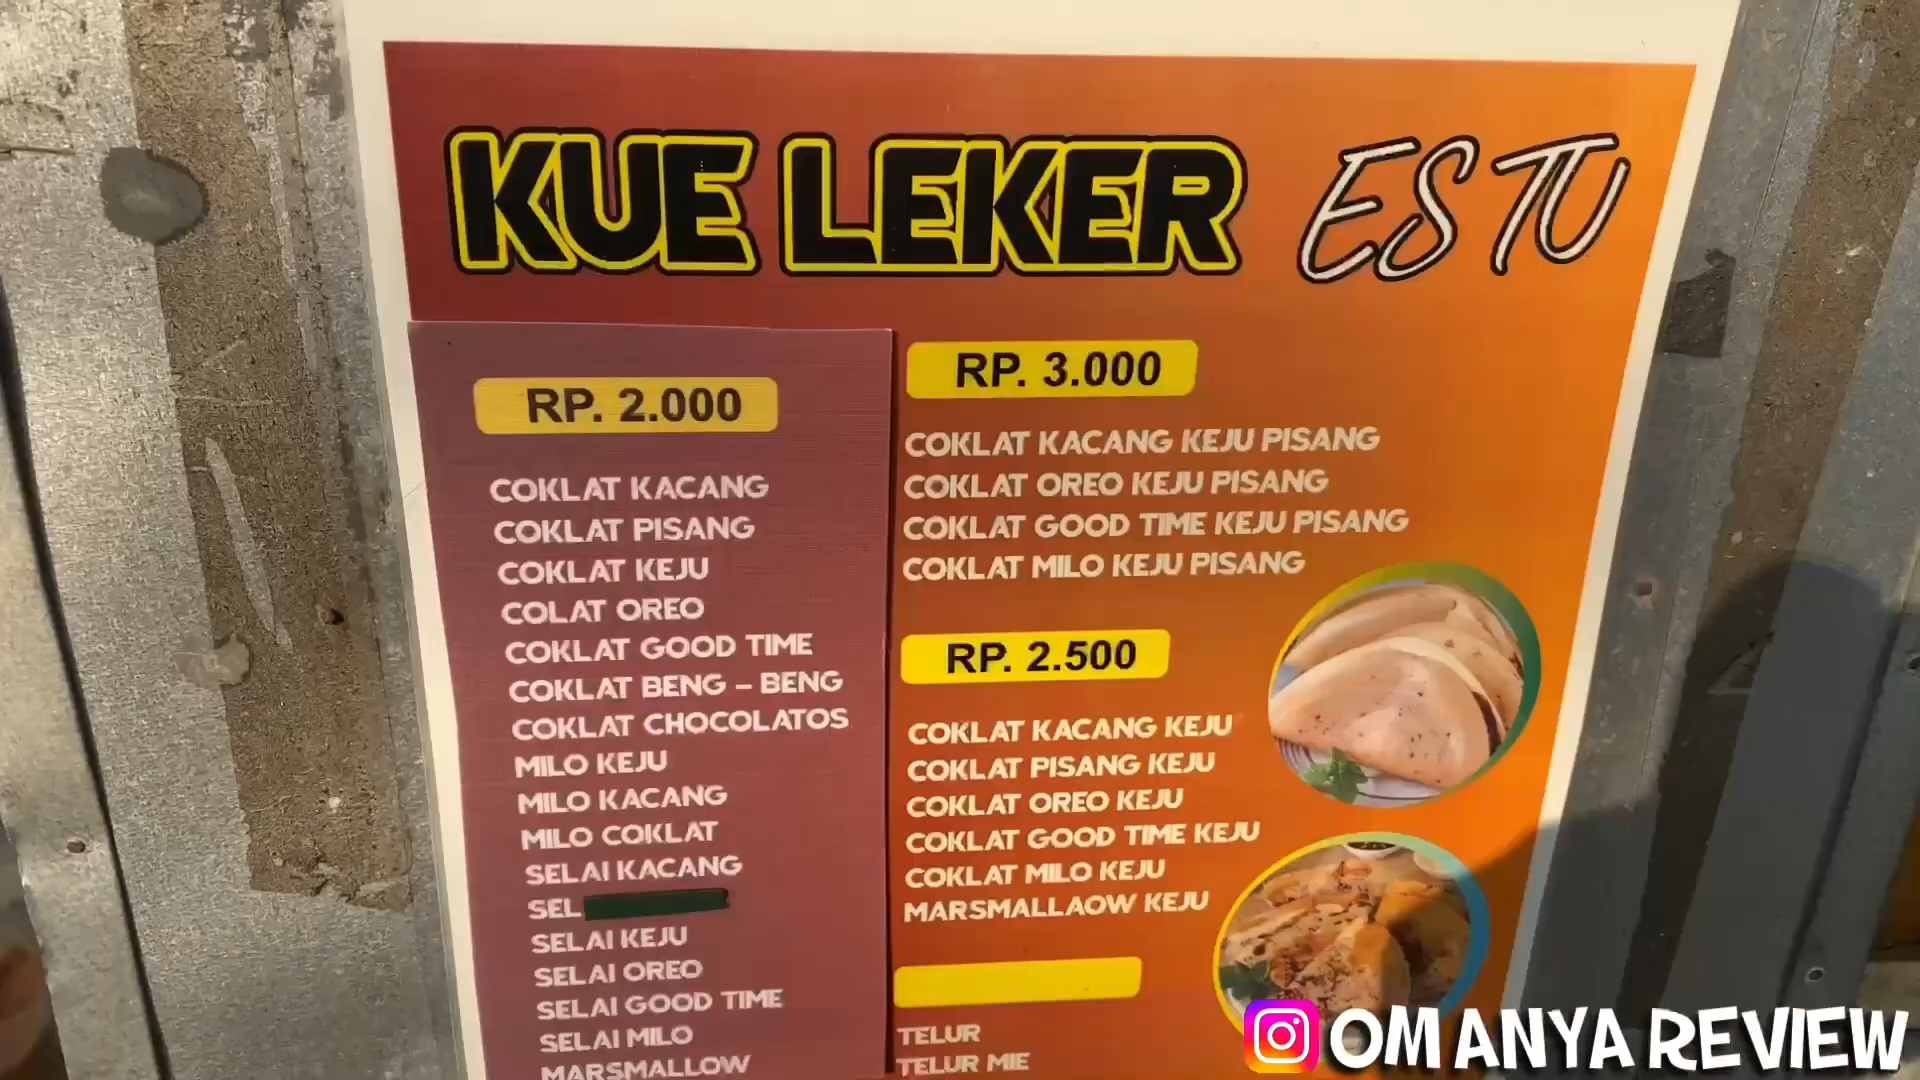 KUE LEKER ESTU
RP. 2.000
COKLAT KACANG
COKLAT PISANG
COKLAT KEJU
COLAT OREO
COKLAT GOOD TIME
COKLAT BENG - BENG
COKLAT CHOCOLATOS
MILO KEJU
MILO KACANG
MILO COKLAT
SELAI KACANG
SEL
SELAI KEJU
SELAI OREO
SELAI GOOD TIME
SELAI MILO
MARSMALLOW
RP. 3.000
COKLAT KACANG KEJU PISANG
COKLAT OREO KEJU PISANG
COKLAT GOOD TIME KEJU PISANG
COKLAT MILO KEJU PISANG
RP. 2.500
COKLAT KACANG KEJU
COKLAT PISANG KEJU
COKLAT OREO KEJU
COKLAT GOOD TIME KEJU
COKLAT MILO KEJU
MARSMALLAOW KEJU
TELUR
TELUR MIE
OM ANYA REVIEW